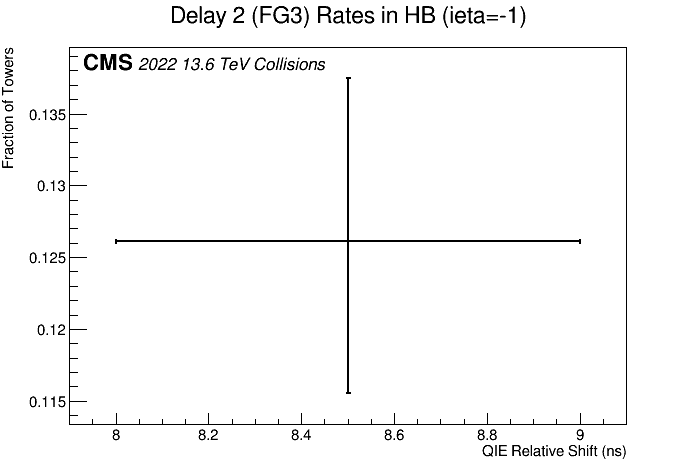 Delay 2 (FG3) Rates in HB (ieta=-1)
CMS 2022 13.6 TeV Collisions
Fraction of Towers
0.135
0.13
0.125
0.12
0.115
8 8.2 8.4 8.6 8.8 9
QIE Relative Shift (ns)